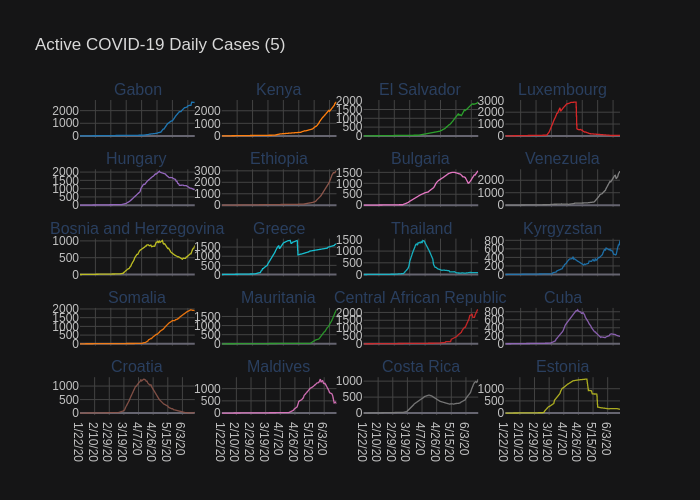 Active COVID-19 Daily Cases (5)
Gabon Kenya El Salvador Luxembourg
2000 1000 0
2000 1000 0
2000 1500 1000 500 0
3000 2000 1000 0
Hungary Ethiopia Bulgaria Venezuela
2000 1500 1000 500 0
3000 2000 1000 0
1500 1000 500 0
2000 1000 0
Bosnia and Herzegovina Greece Thailand Kyrgyzstan
1000 500 0
1500 1000 500 0
1500 1000 500 0
800 600 400 200 0
Somalia Mauritania Central African Republic Cuba
2000 1500 1000 500 0
1500 1000 500 0
2000 1500 1000 500 0
800 600 400 200 0
Croatia Maldives Costa Rica Estonia
1000 500 0
1000 500 0
1000 500 0
1000 500 0
1/22/20 2/10/20 2/29/20 3/19/20 4/7/20 4/26/20 5/15/20 6/3/20
1/22/20 2/10/20 2/29/20 3/19/20 4/7/20 4/26/20 5/15/20 6/3/20
1/22/20 2/10/20 2/29/20 3/19/20 4/7/20 4/26/20 5/15/20 6/3/20
1/22/20 2/10/20 2/29/20 3/19/20 4/7/20 4/26/20 5/15/20 6/3/20